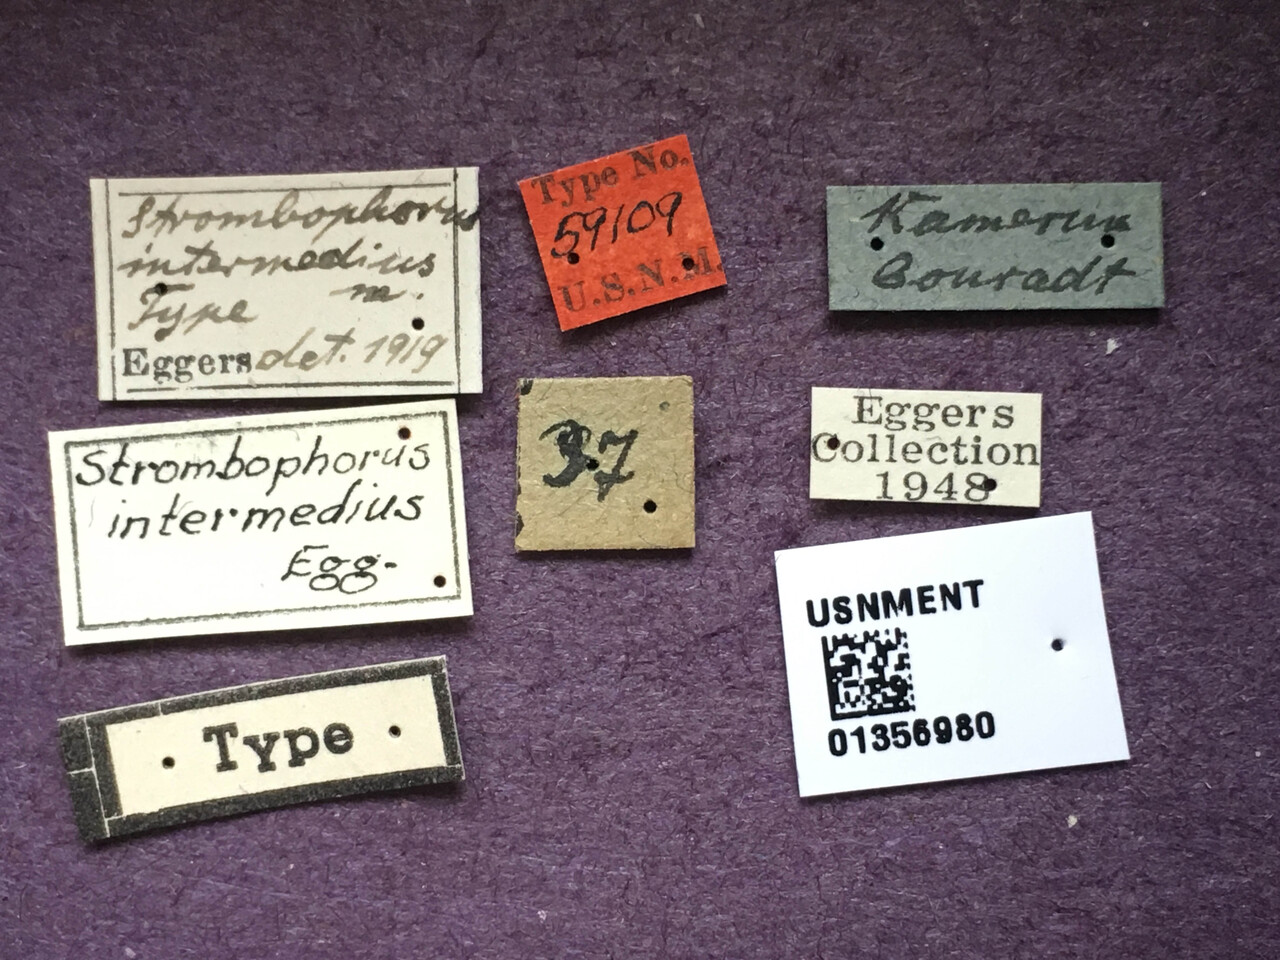 Strombophorus
intermedius
Type m.
Eggers det. 1919
Type No.
59109
U.S.N.M.
Kamerun
Conradt
Strombophorus
intermedius
Egg.
37
Eggers
Collection
1948
Type
USNMENT
01356980